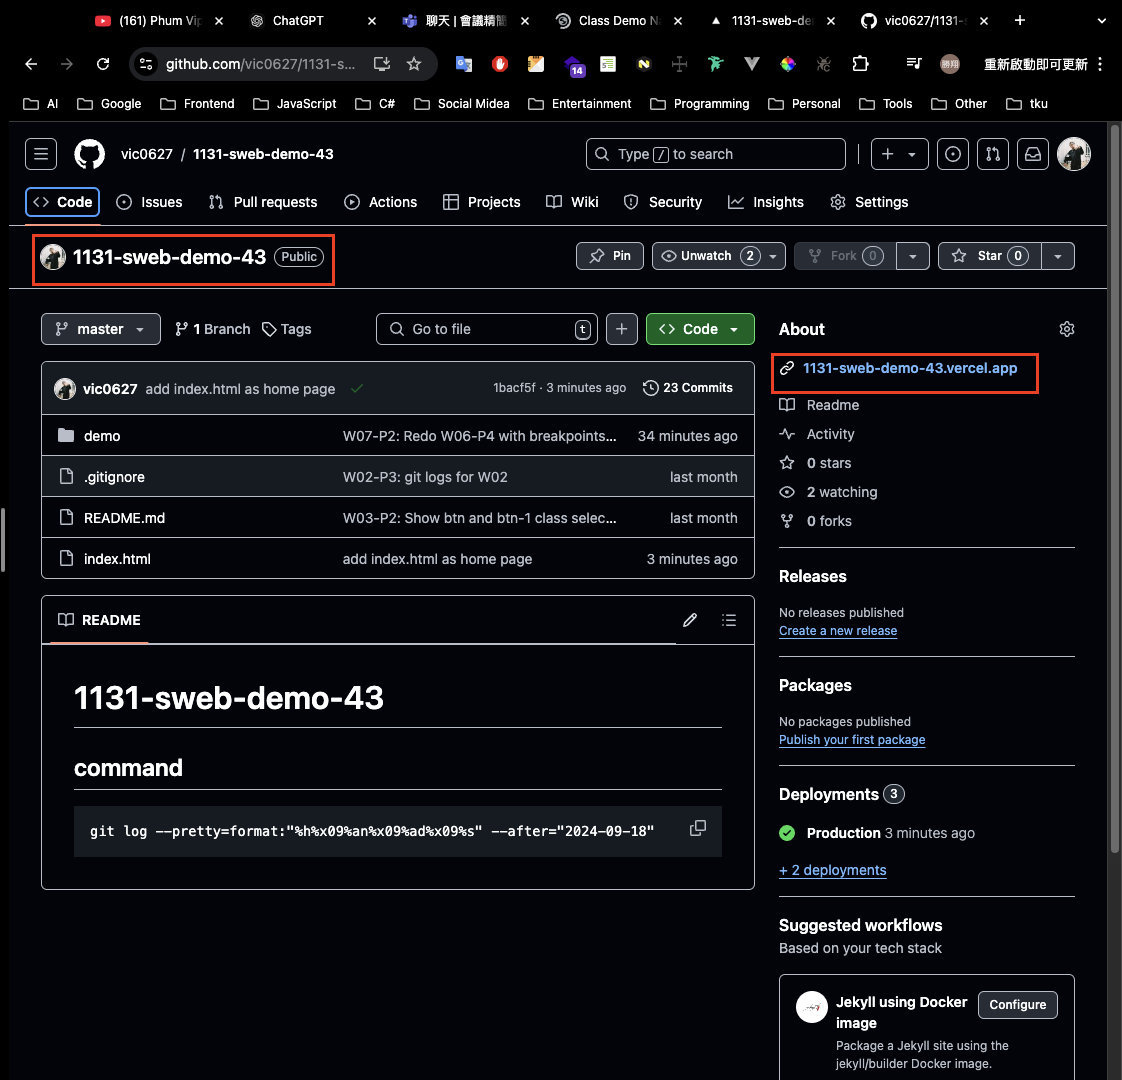 (161) Phum Vip
ChatGPT
聊天 | 會議精簡
Class Demo N
1131-sweb-de
vic0627/1131-
github.com/vic0627/1131-s...
14
重新啟動即可更新
AI
Google
Frontend
JavaScript
C#
Social Midea
Entertainment
Programming
Personal
Tools
Other
tku
vic0627 / 1131-sweb-demo-43
Type / to search
Code
Issues
Pull requests
Actions
Projects
Wiki
Security
Insights
Settings
1131-sweb-demo-43 Public
Pin
Unwatch 2
Fork 0
Star 0
master
1 Branch
Tags
Go to file t
Code
vic0627 add index.html as home page
1bacf5f · 3 minutes ago
23 Commits
demo
W07-P2: Redo W06-P4 with breakpoints...
34 minutes ago
.gitignore
W02-P3: git logs for W02
last month
README.md
W03-P2: Show btn and btn-1 class selec...
last month
index.html
add index.html as home page
3 minutes ago
README
1131-sweb-demo-43
command
git log --pretty=format:"%h%x09%an%x09%ad%x09%s" --after="2024-09-18"
About
1131-sweb-demo-43.vercel.app
Readme
Activity
0 stars
2 watching
0 forks
Releases
No releases published
Create a new release
Packages
No packages published
Publish your first package
Deployments 3
Production 3 minutes ago
+ 2 deployments
Suggested workflows
Based on your tech stack
Jekyll using Docker
image
Configure
Package a Jekyll site using the
jekyll/builder Docker image.